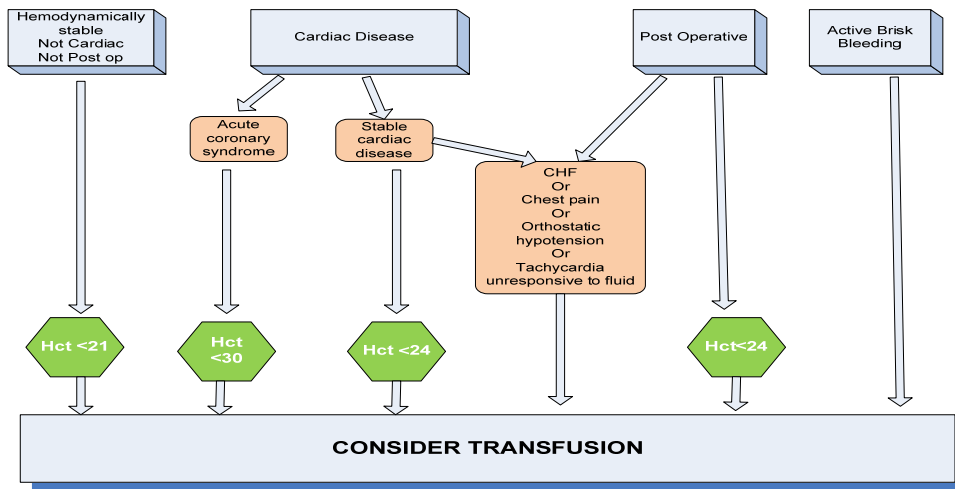 Hemodynamically
stable
Not Cardiac
Not Post op
Cardiac Disease
Post Operative
Active Brisk
Bleeding
Acute
coronary
syndrome
Stable
cardiac
disease
CHF
Or
Chest pain
Or
Orthostatic
hypotension
Or
Tachycardia
unresponsive to fluid
Hct <21
Hct
<30
Hct <24
Hct<24
CONSIDER TRANSFUSION